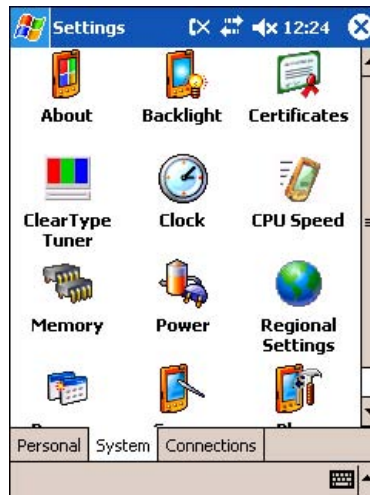 Settings 12:24
About Backlight Certificates
ClearType Tuner Clock CPU Speed
Memory Power Regional Settings
Personal System Connections